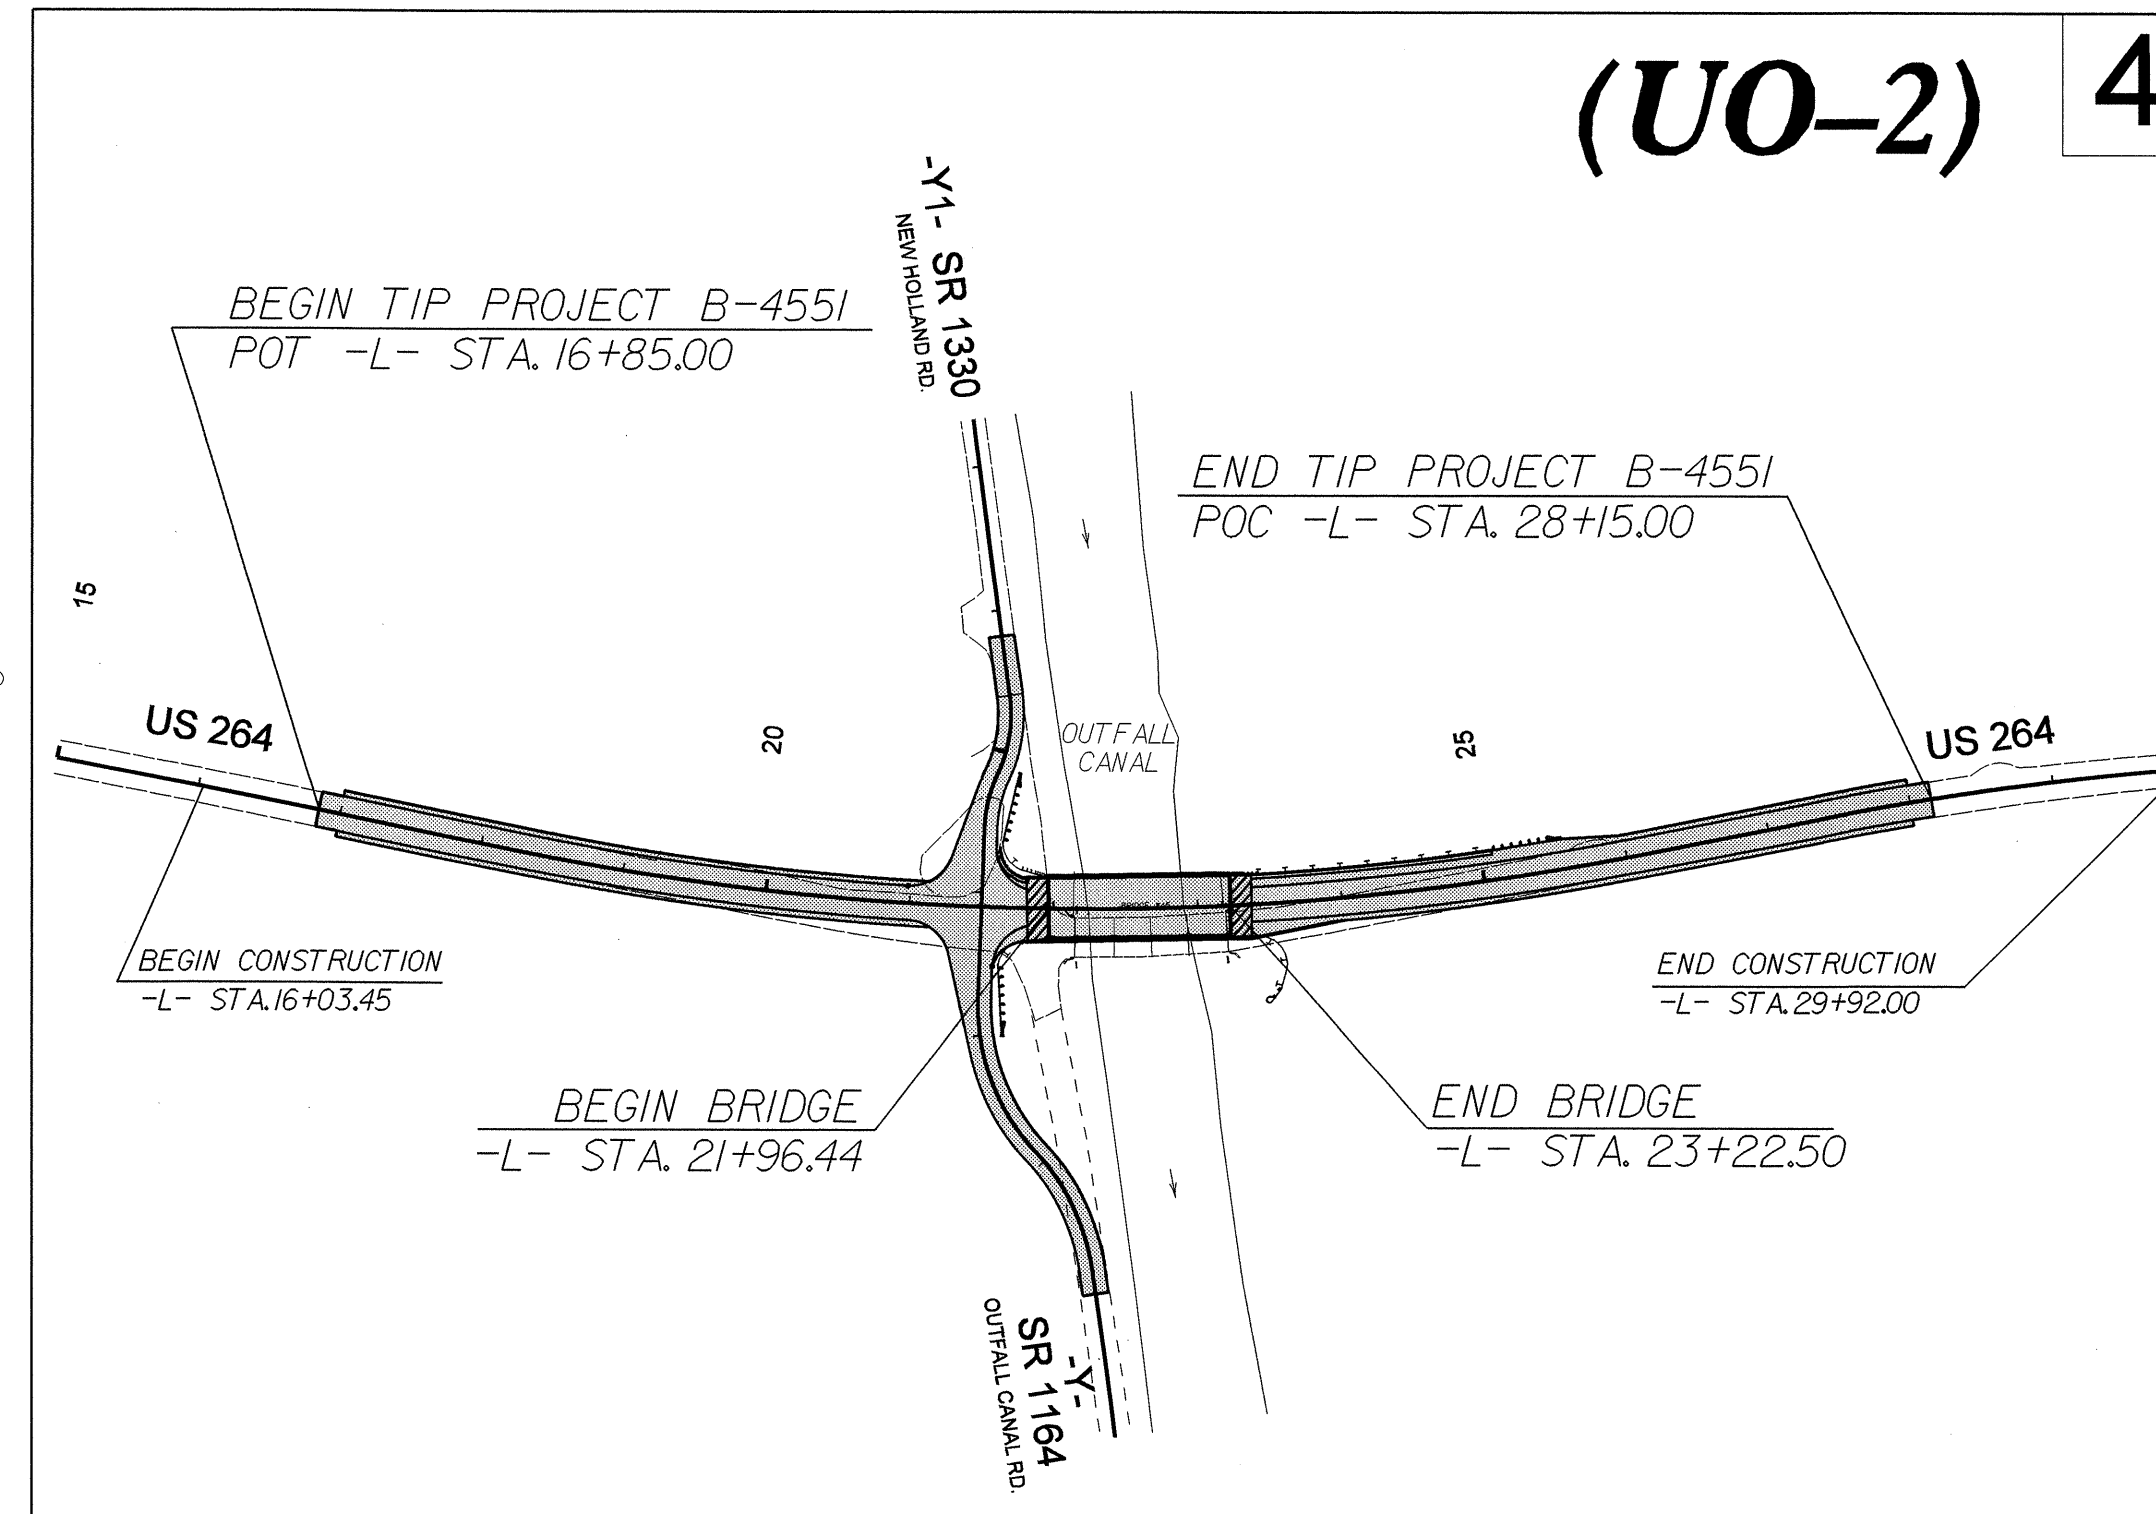 (UO–2)
4
-Y1- SR 1330
NEW HOLLAND RD.
BEGIN TIP PROJECT B-4551
POT -L- STA. 16+85.00
END TIP PROJECT B-4551
POC -L- STA. 28+15.00
15
US 264
20
OUTFALL
CANAL
25
US 264
BEGIN CONSTRUCTION
-L- STA. 16+03.45
END CONSTRUCTION
-L- STA. 29+92.00
BEGIN BRIDGE
-L- STA. 21+96.44
END BRIDGE
-L- STA. 23+22.50
-Y-
SR 1164
OUTFALL CANAL RD.